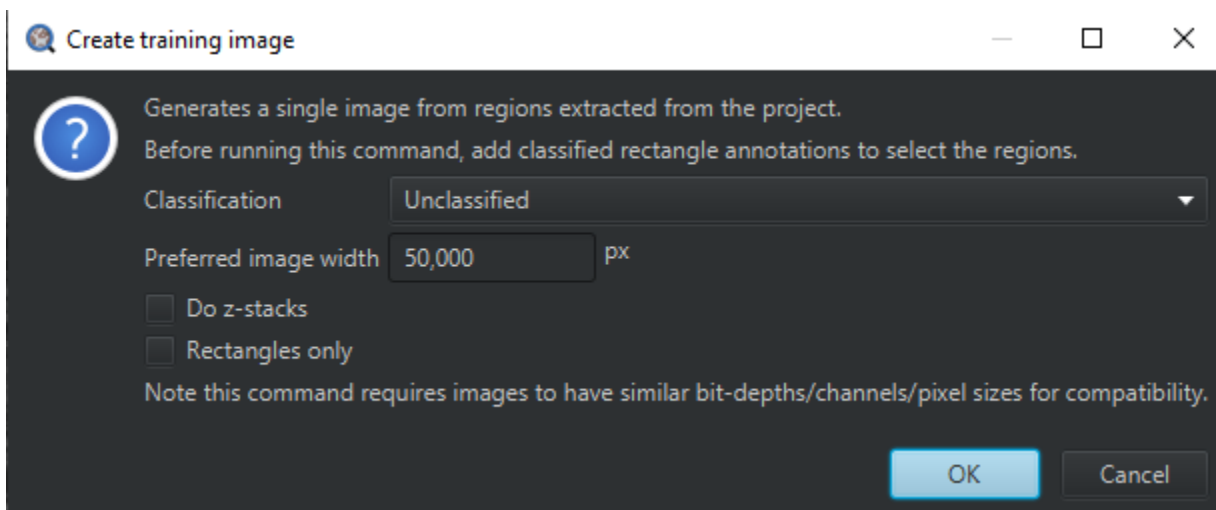 Create training image
?
Generates a single image from regions extracted from the project.
Before running this command, add classified rectangle annotations to select the regions.
Classification Unclassified
Preferred image width 50,000 px
Do z-stacks
Rectangles only
Note this command requires images to have similar bit-depths/channels/pixel sizes for compatibility.
OK Cancel